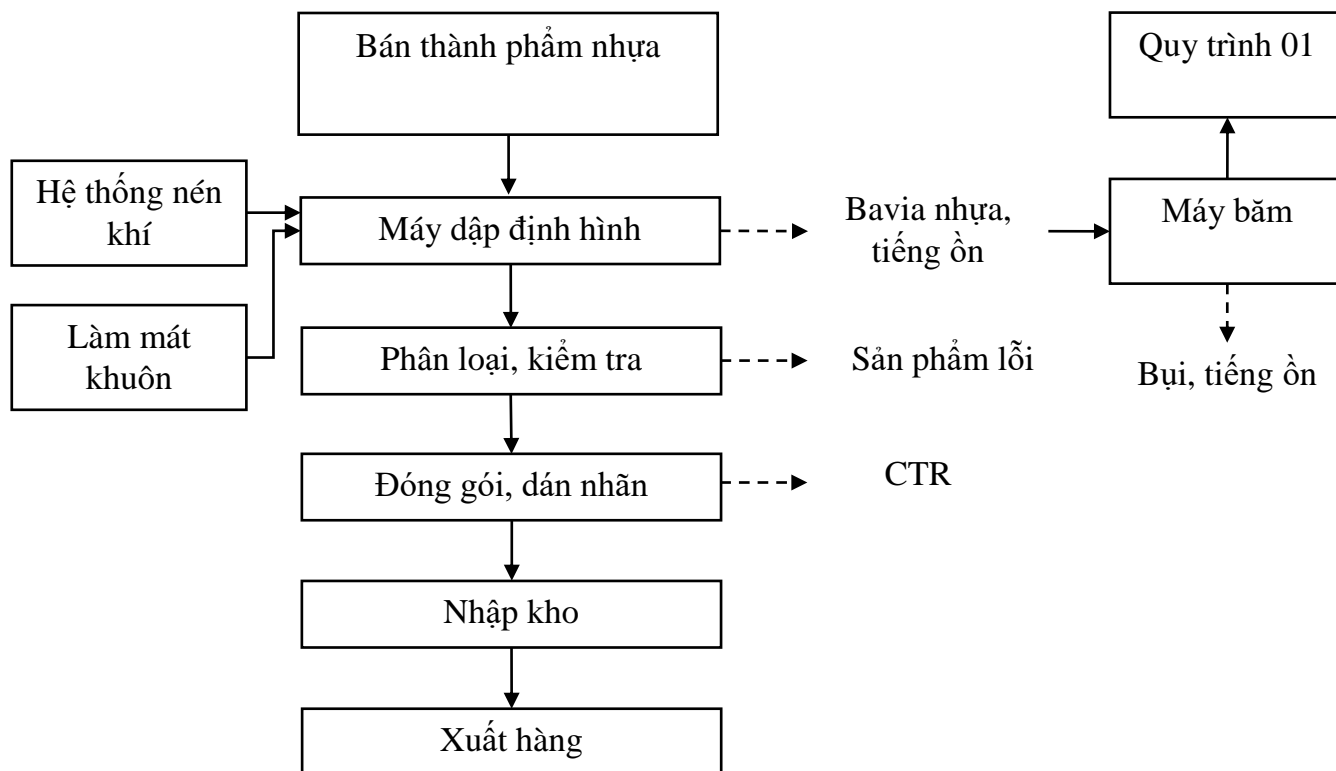 Bán thành phẩm nhựa
Quy trình 01
Hệ thống nén
khí
Máy dập định hình
Bavia nhựa,
tiếng ồn
Máy băm
Làm mát
khuôn
Phân loại, kiểm tra
Sản phẩm lỗi
Bụi, tiếng ồn
Đóng gói, dán nhãn
CTR
Nhập kho
Xuất hàng